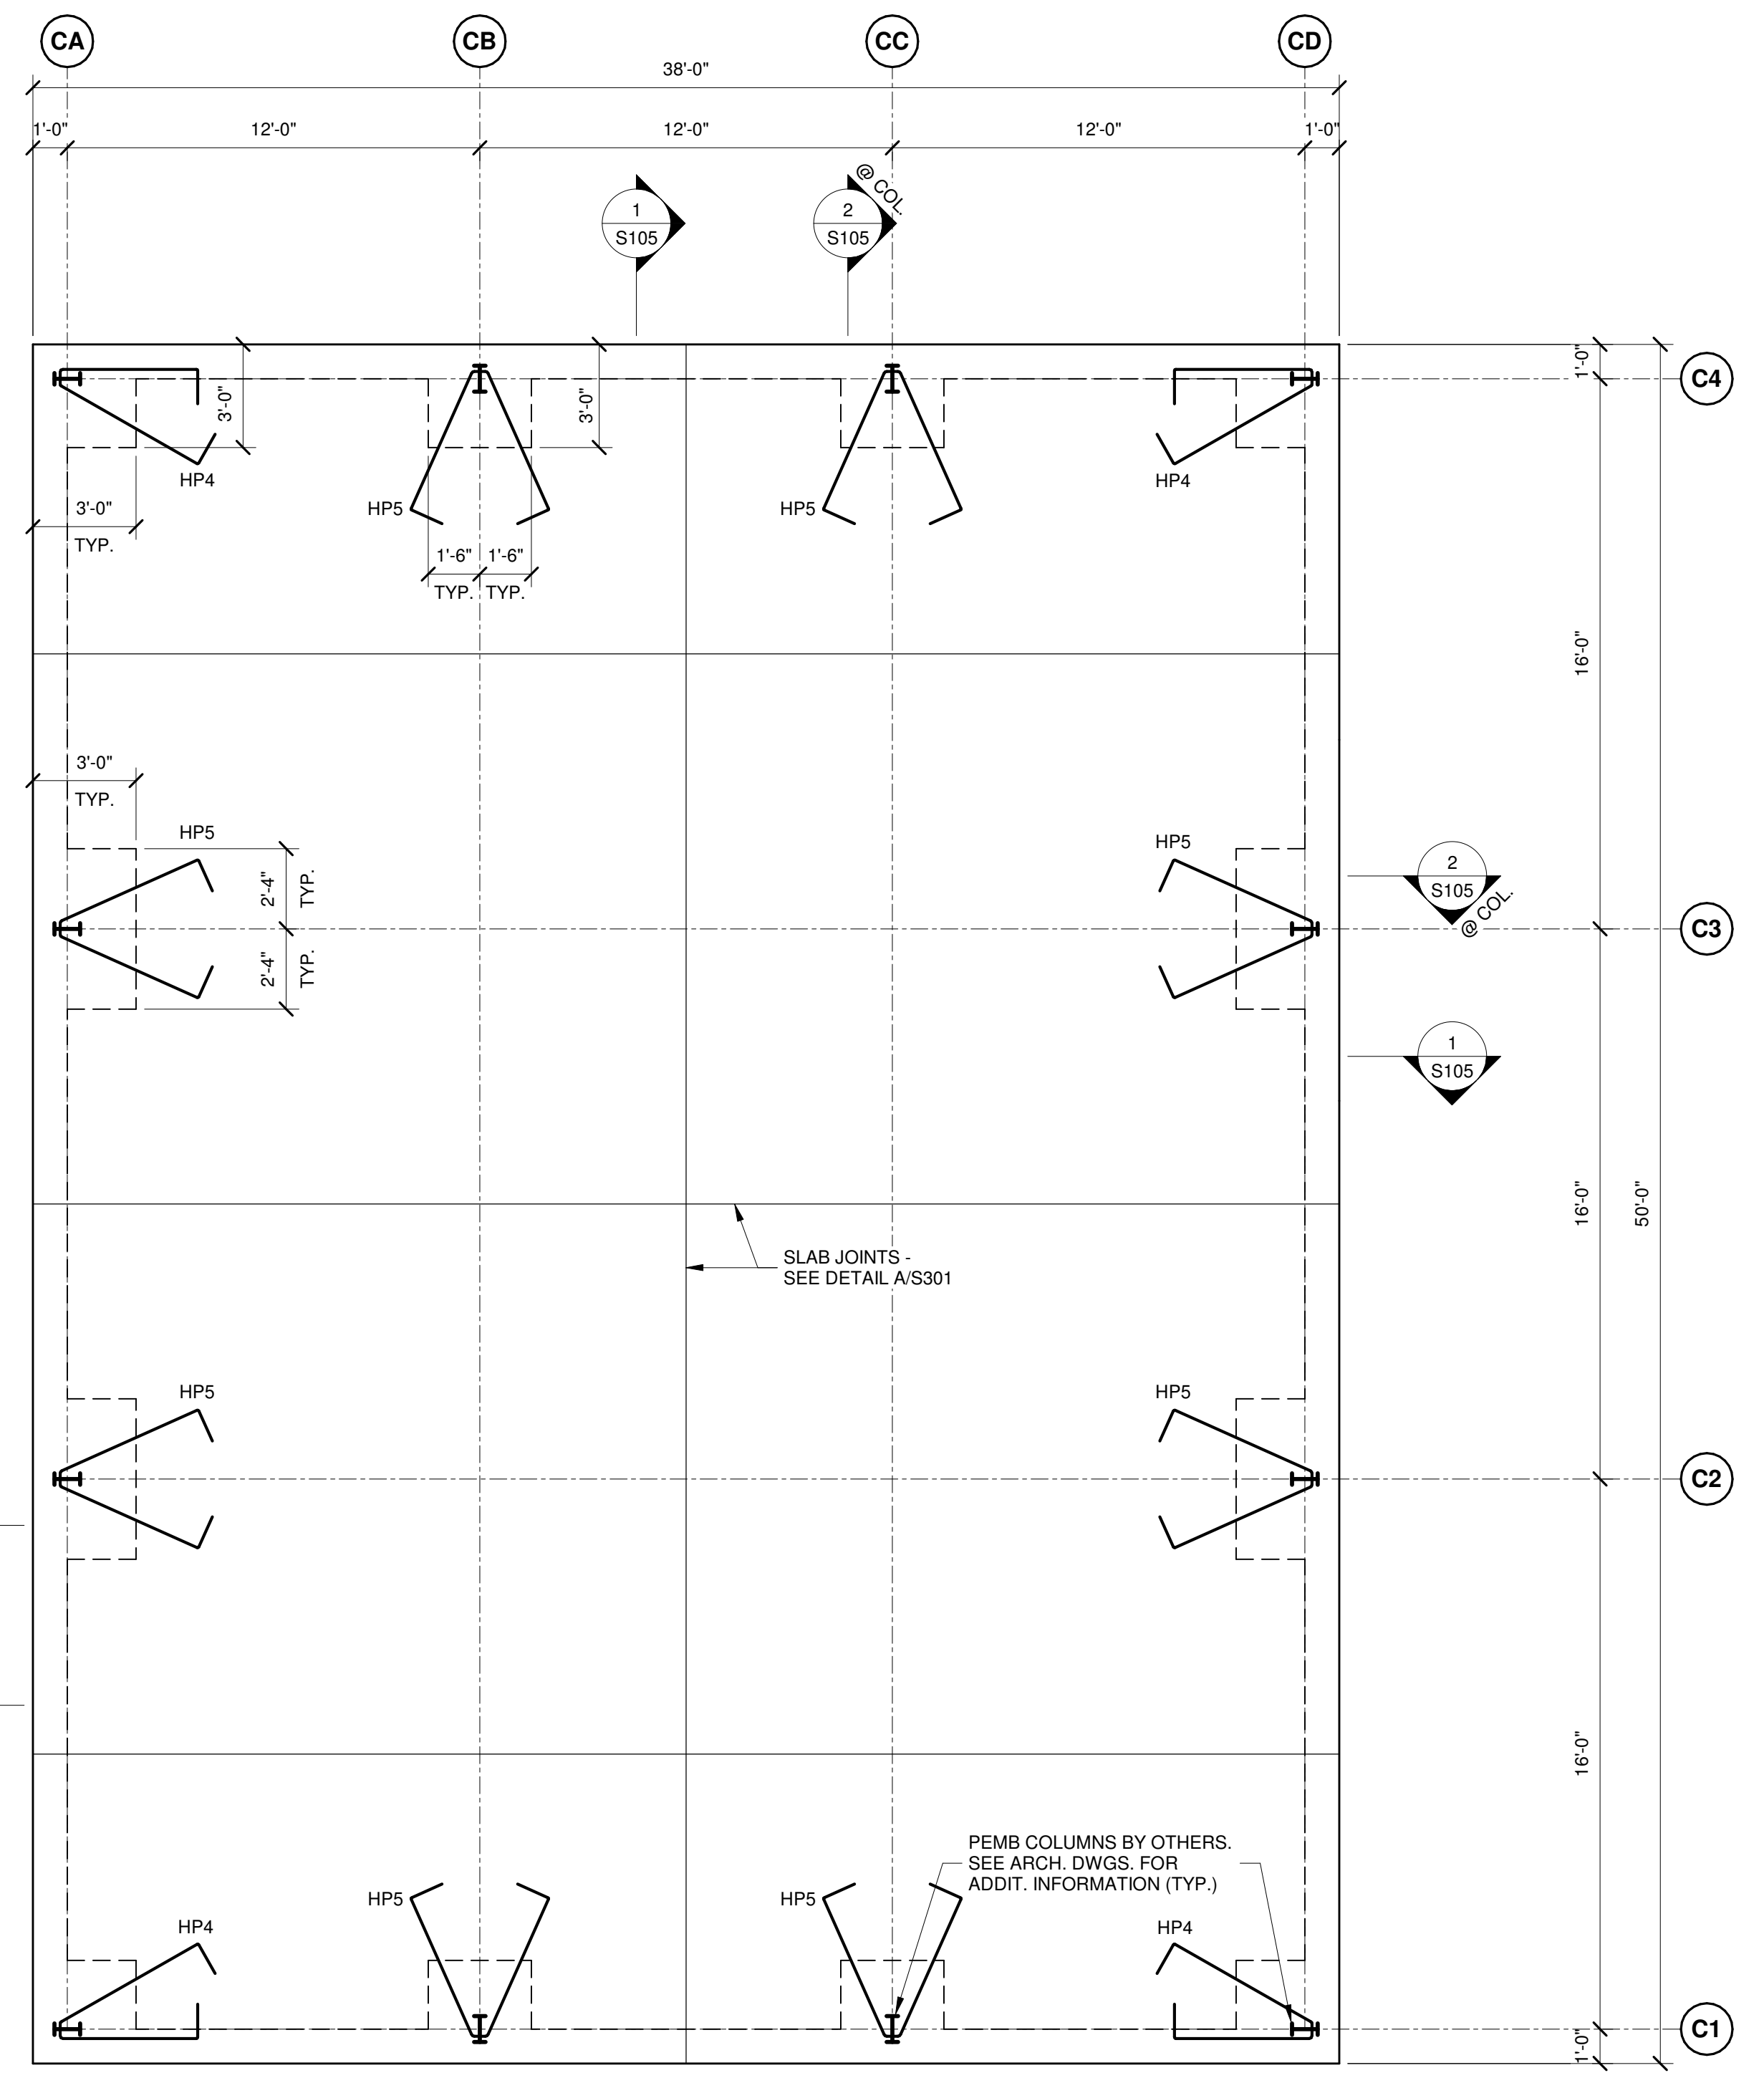 CA
CB
CC
CD
38'-0"
1'-0"
12'-0"
12'-0"
12'-0"
1'-0"
@ COL.
1
S105
2
S105
1'-0"
C4
3'-0"
3'-0"
HP4
HP4
HP5
HP5
3'-0"
TYP.
1'-6"
1'-6"
TYP.
TYP.
16'-0"
3'-0"
TYP.
HP5
HP5
2'-4"
TYP.
2
S105
@ COL.
C3
2'-4"
TYP.
1
S105
16'-0"
50'-0"
SLAB JOINTS -
SEE DETAIL A/S301
HP5
HP5
C2
16'-0"
PEMB COLUMNS BY OTHERS.
SEE ARCH. DWGS. FOR
ADDIT. INFORMATION (TYP.)
HP5
HP5
HP4
HP4
C1
1'-0"